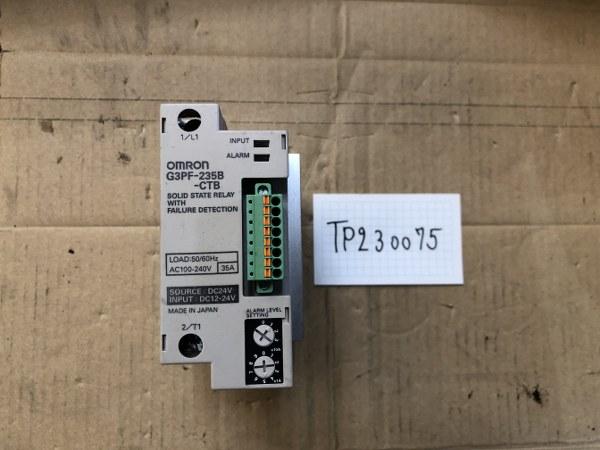 1/L1
INPUT
ALARM
OMRON
G3PF-235B
-CTB
SOLID STATE RELAY
WITH
FAILURE DETECTION
LOAD:50/60Hz
AC100-240V 35A
SOURCE : DC24V
INPUT : DC12-24V
MADE IN JAPAN
ALARM LEVEL
SETTING
2/T1
TP230075